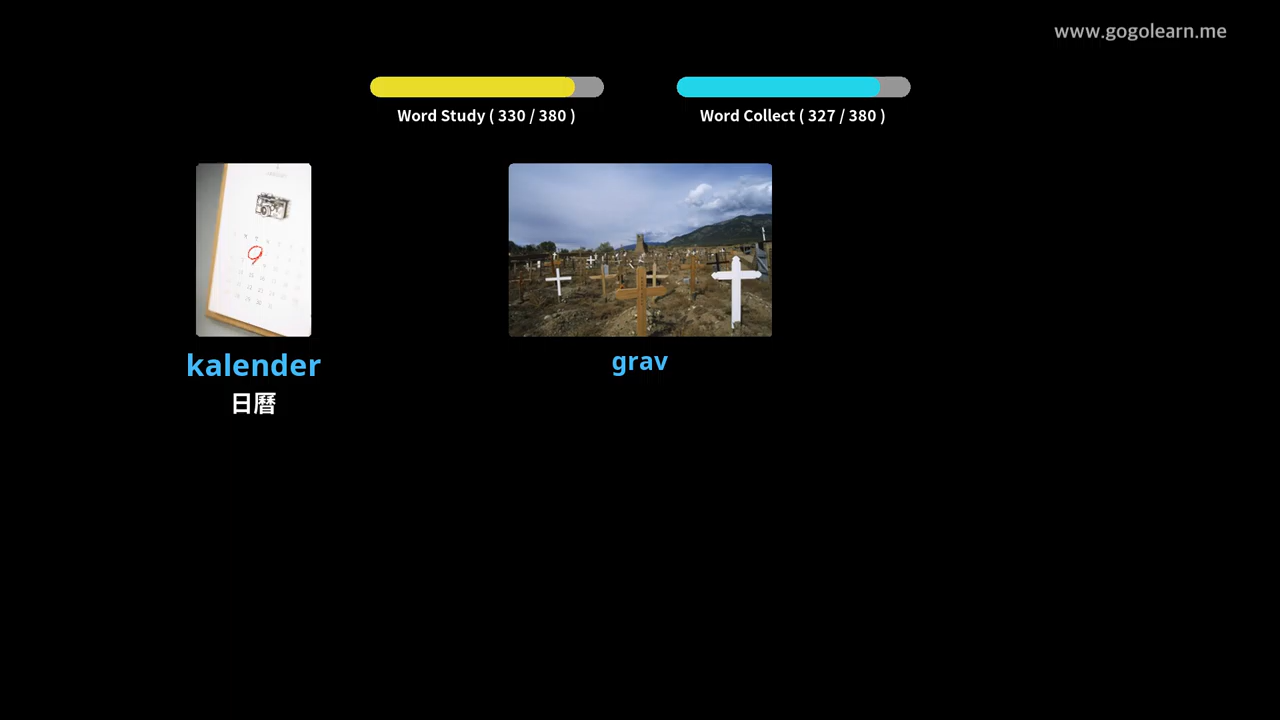 www.gogolearn.me
Word Study ( 330 / 380 )
Word Collect ( 327 / 380 )
kalender
日曆
grav